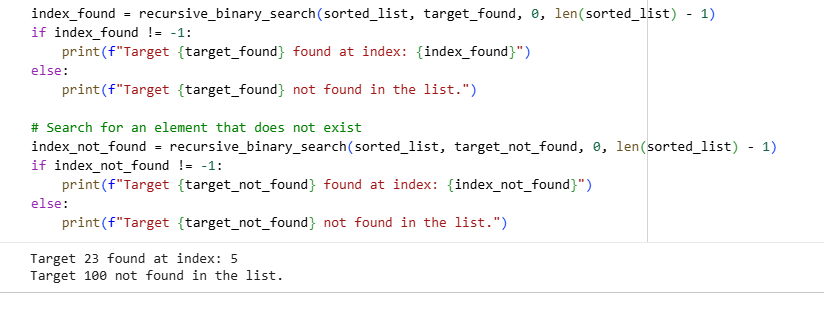 index_found = recursive_binary_search(sorted_list, target_found, 0, len(sorted_list) - 1)
if index_found != -1:
    print(f"Target {target_found} found at index: {index_found}")
else:
    print(f"Target {target_found} not found in the list.")

# Search for an element that does not exist
index_not_found = recursive_binary_search(sorted_list, target_not_found, 0, len(sorted_list) - 1)
if index_not_found != -1:
    print(f"Target {target_not_found} found at index: {index_not_found}")
else:
    print(f"Target {target_not_found} not found in the list.")

Target 23 found at index: 5
Target 100 not found in the list.